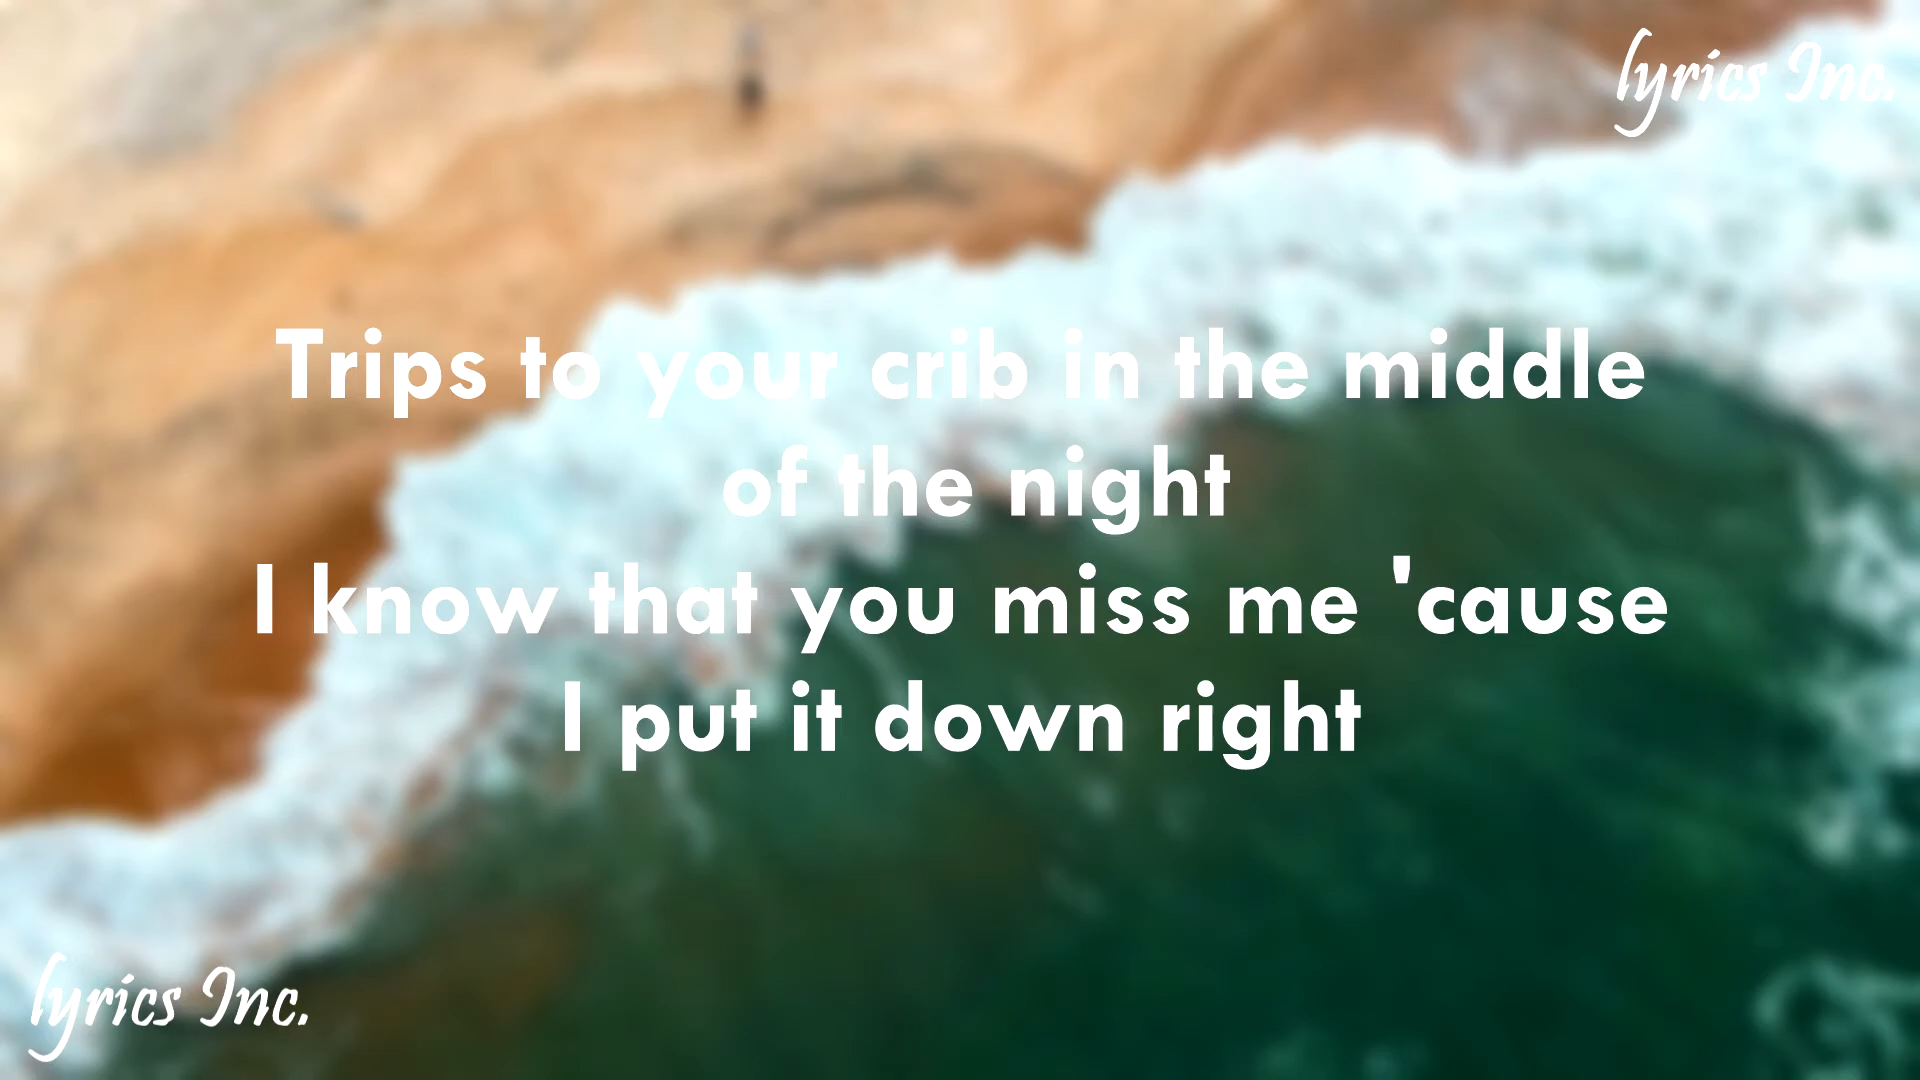 lyrics Inc.
Trips to your crib in the middle
of the night
I know that you miss me 'cause
I put it down right
lyrics Inc.